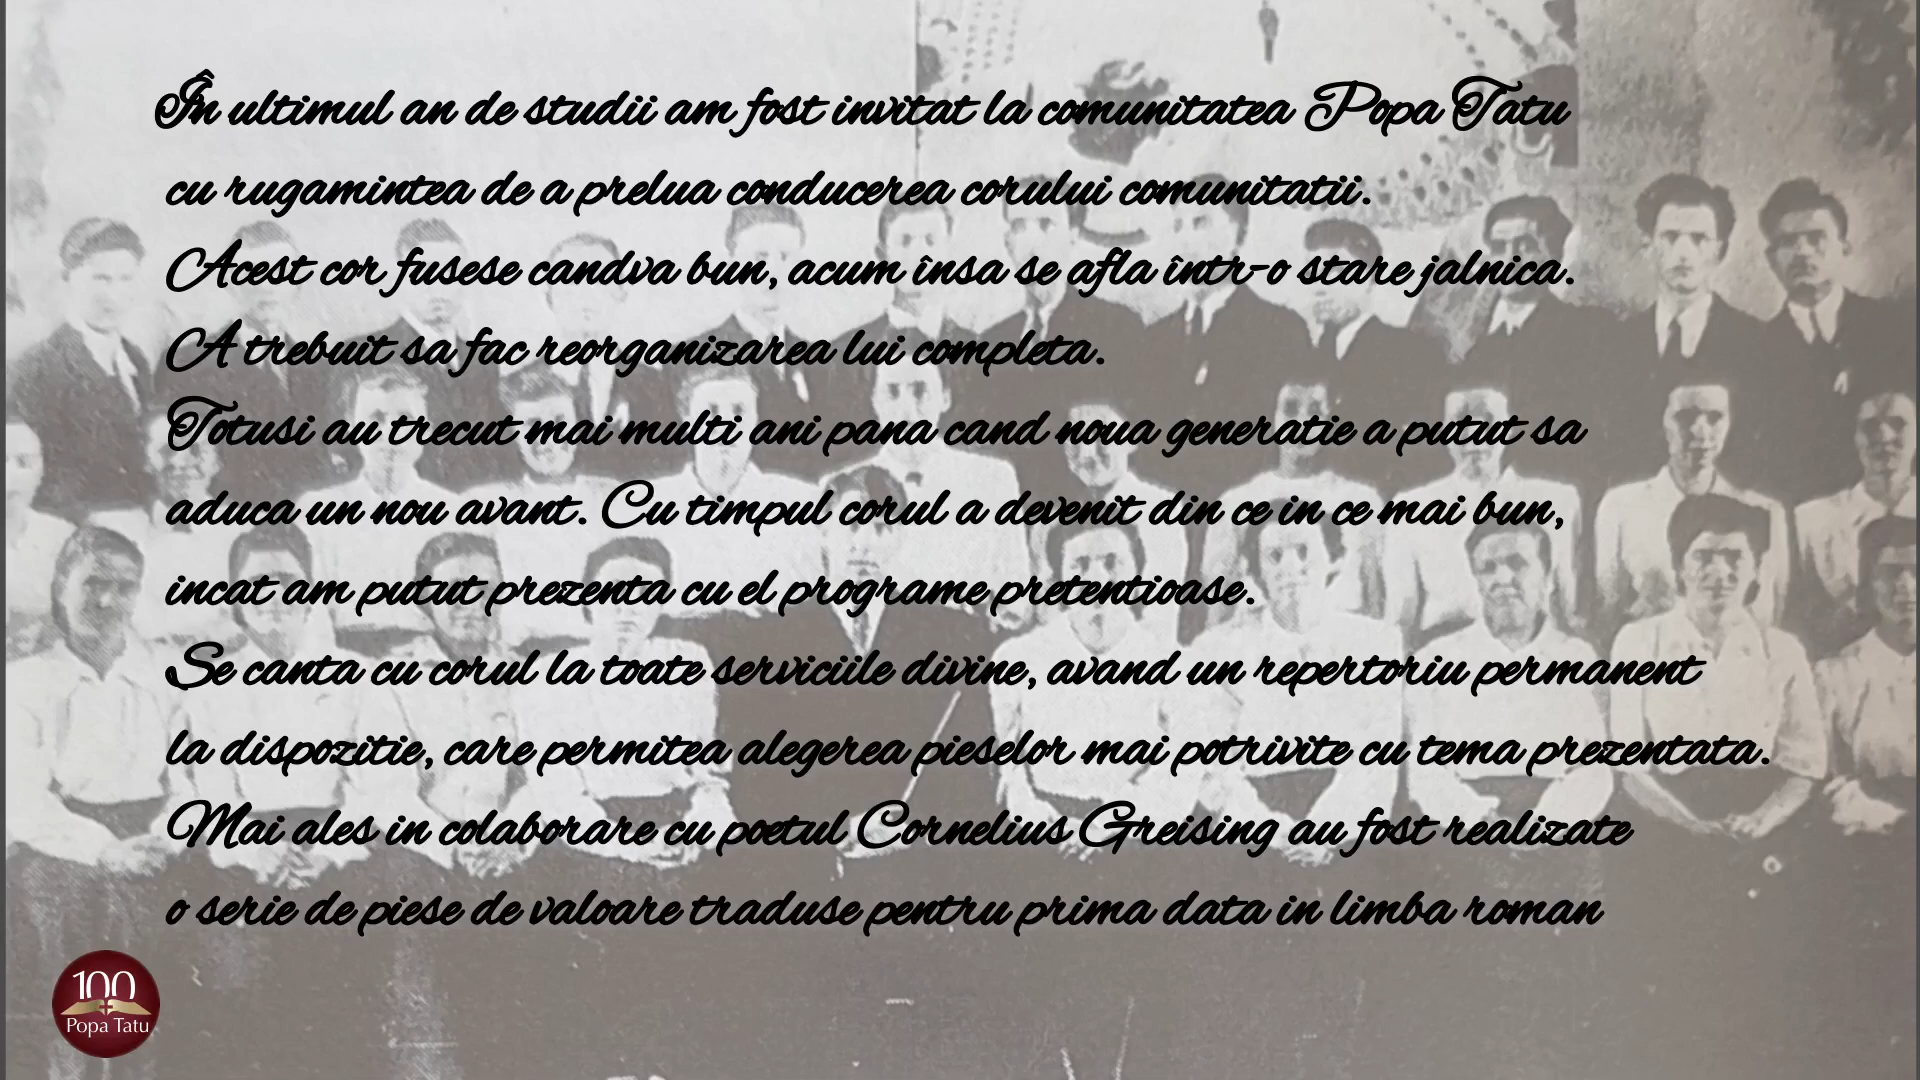 În ultimul an de studii am fost invitat la comunitatea Popa Tatu
cu rugamintea de a prelua conducerea corului comunitatii.
Acest cor fusese candva bun, acum însa se afla într-o stare jalnica.
A trebuit sa fac reorganizarea lui completa.
Totusi au trecut mai multi ani pana cand noua generatie a putut sa
aduca un nou avant. Cu timpul corul a devenit din ce in ce mai bun,
incat am putut prezenta cu el programe pretentioase.
Se canta cu corul la toate serviciile divine, avand un repertoriu permanent
la dispozitie, care permitea alegerea pieselor mai potrivite cu tema prezentata.
Mai ales in colaborare cu poetul Cornelius Greising au fost realizate
o serie de piese de valoare traduse pentru prima data in limba roman
100
Popa Tatu